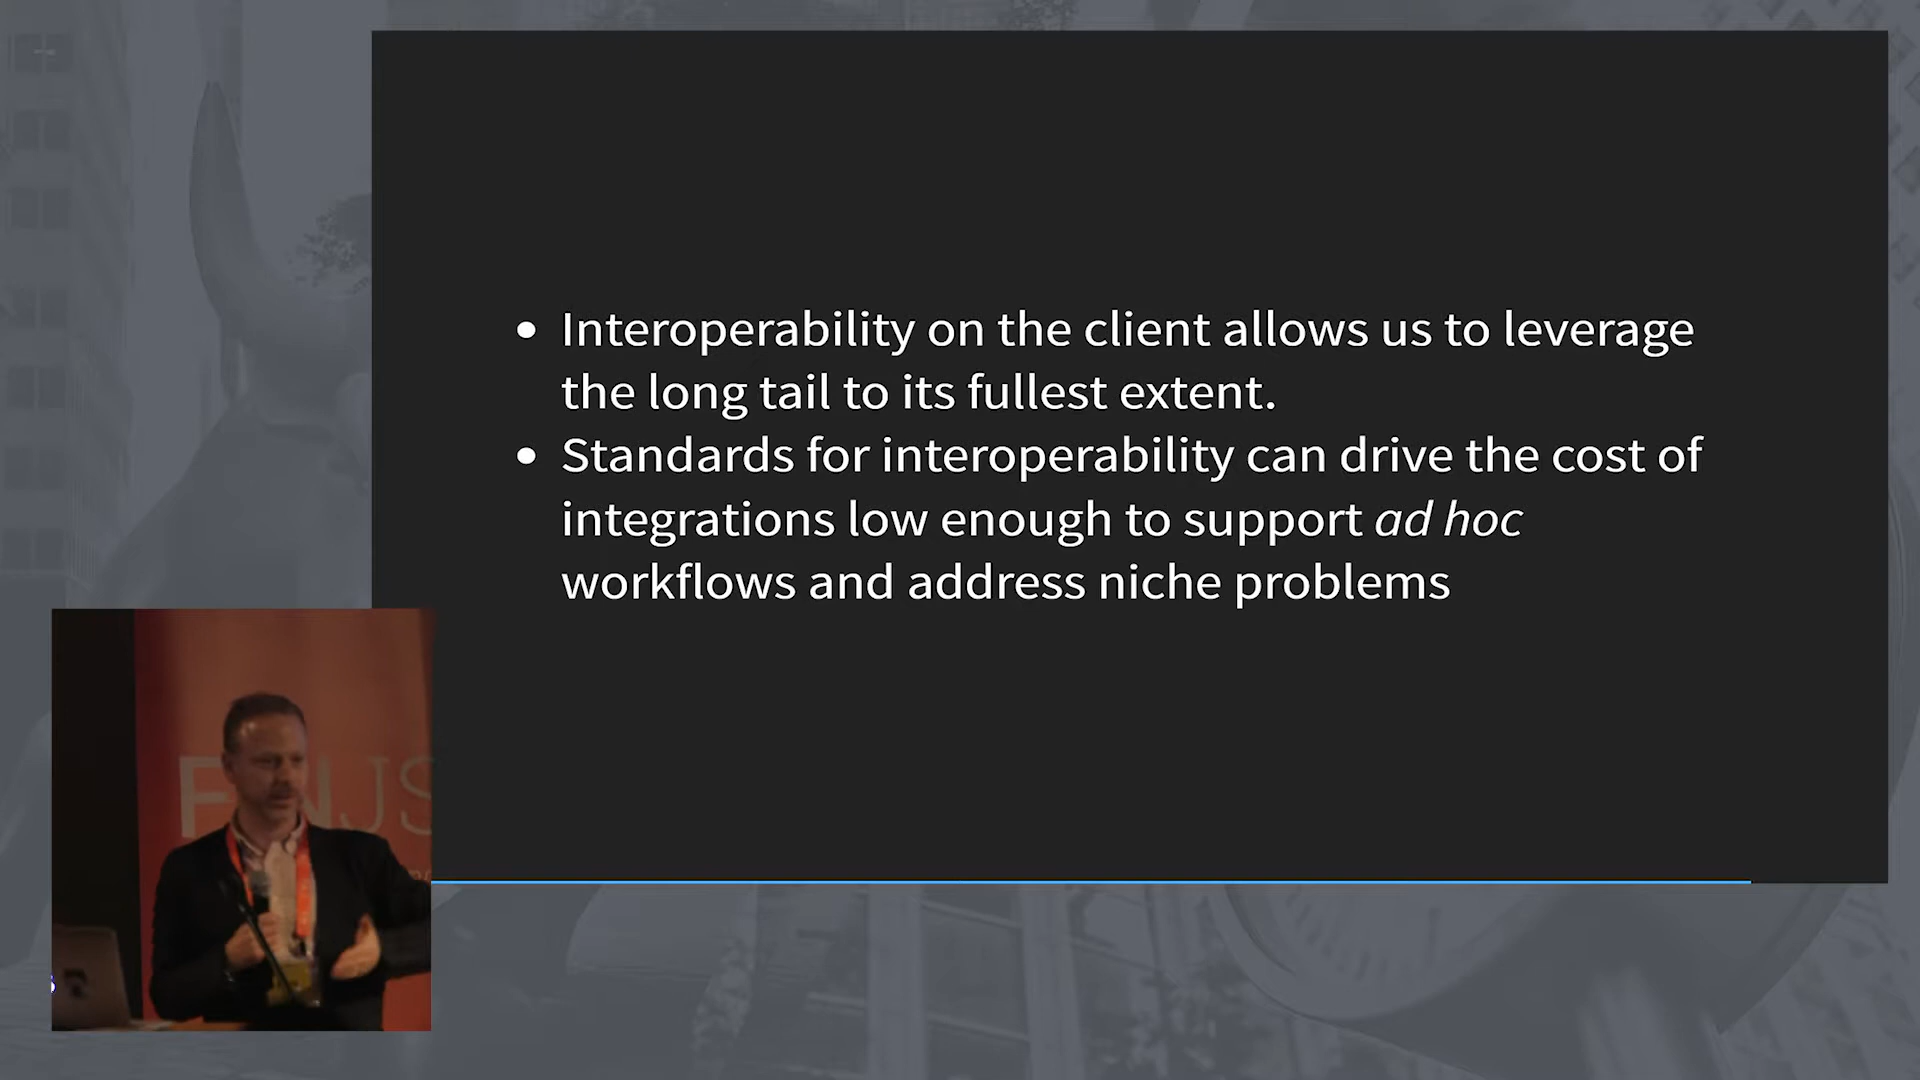 • Interoperability on the client allows us to leverage
the long tail to its fullest extent.
• Standards for interoperability can drive the cost of
integrations low enough to support ad hoc
workflows and address niche problems
F NJS